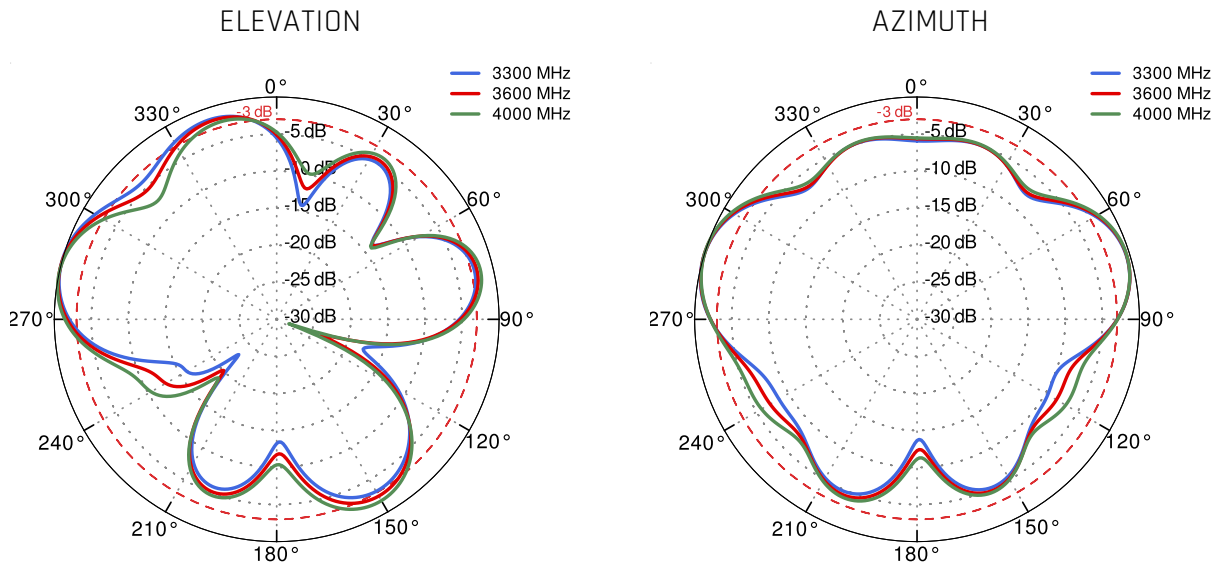 ELEVATION
3300 MHz
3600 MHz
4000 MHz
0°
30°
60°
90°
120°
150°
180°
210°
240°
270°
300°
330°
-3 dB
-5 dB
-15 dB
-20 dB
-25 dB
-30 dB
AZIMUTH
3300 MHz
3600 MHz
4000 MHz
0°
30°
60°
90°
120°
150°
180°
210°
240°
270°
300°
330°
-3 dB
-5 dB
-10 dB
-15 dB
-20 dB
-25 dB
-30 dB